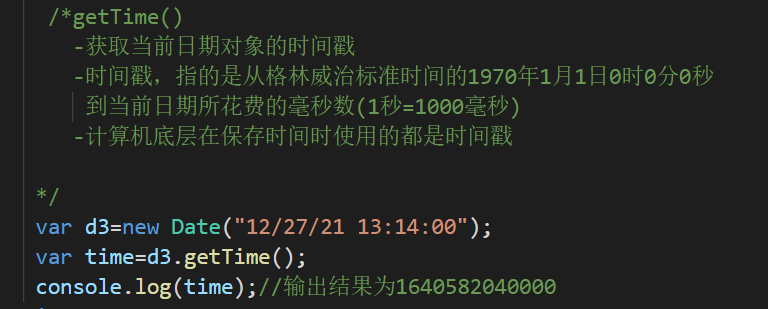 /*getTime()
-获取当前日期对象的时间戳
-时间戳，指的是从格林威治标准时间的1970年1月1日0时0分0秒
到当前日期所花费的毫秒数(1秒=1000毫秒)
-计算机底层在保存时间时使用的都是时间戳
*/
var d3=new Date("12/27/21 13:14:00");
var time=d3.getTime();
console.log(time);//输出结果为1640582040000